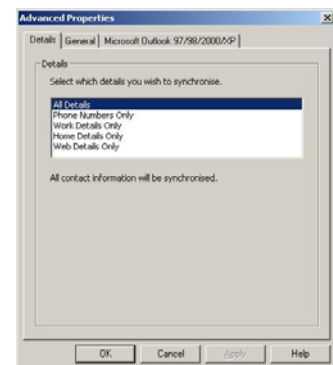 Advanced Properties
Details General Microsoft Outlook 97/98/2000/XP
Details
Select which details you wish to synchronise.
All Details
Phone Numbers Only
Work Details Only
Home Details Only
Web Details Only
All contact information will be synchronised.
OK Cancel Apply Help